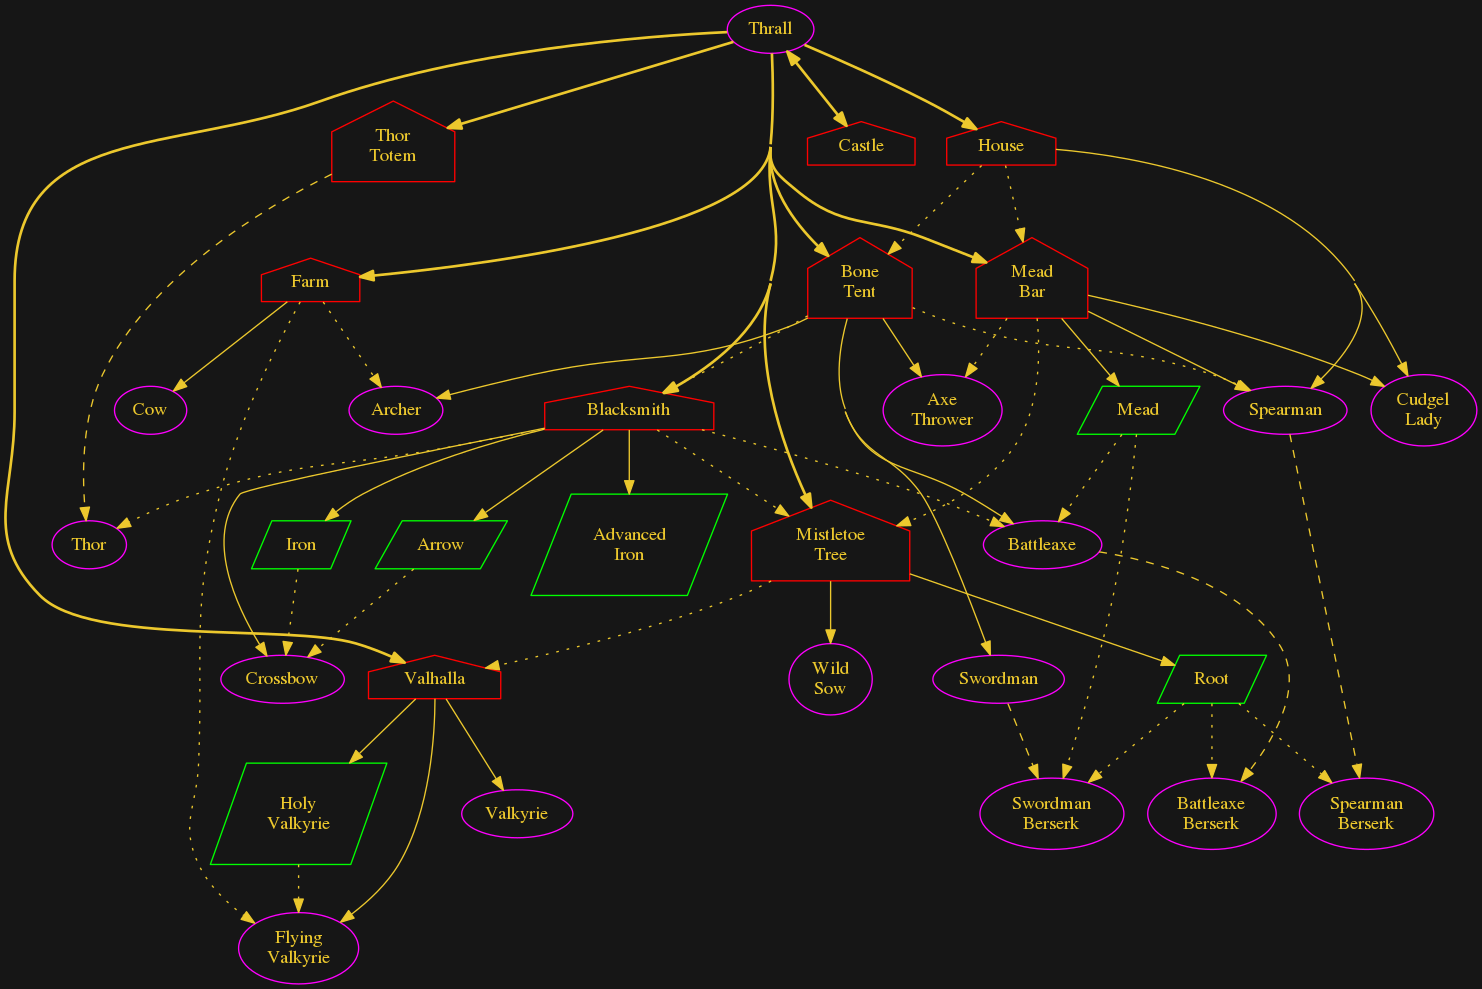 Thrall
Thor
Totem
Castle
House
Farm
Bone
Tent
Mead
Bar
Cow
Archer
Blacksmith
Axe
Thrower
Mead
Spearman
Cudgel
Lady
Thor
Iron
Arrow
Advanced
Iron
Mistletoe
Tree
Battleaxe
Crossbow
Valhalla
Wild
Sow
Swordman
Root
Holy
Valkyrie
Valkyrie
Swordman
Berserk
Battleaxe
Berserk
Spearman
Berserk
Flying
Valkyrie